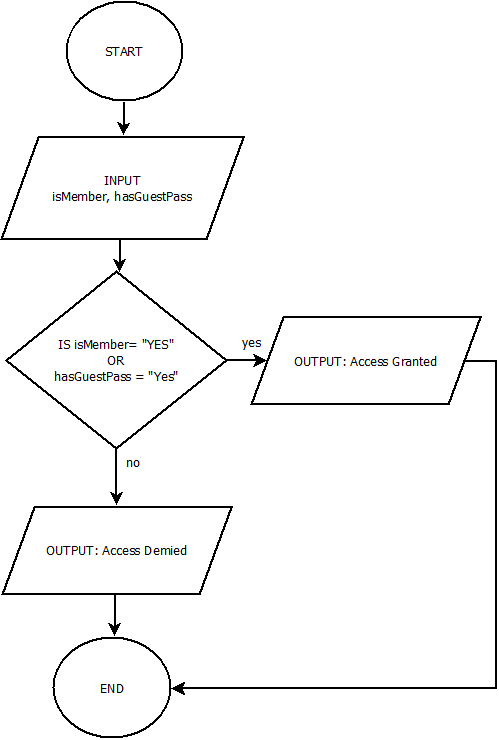 START
INPUT
isMember, hasGuestPass
IS isMember= "YES"
OR
hasGuestPass = "Yes"
yes
OUTPUT: Access Granted
no
OUTPUT: Access Demied
END